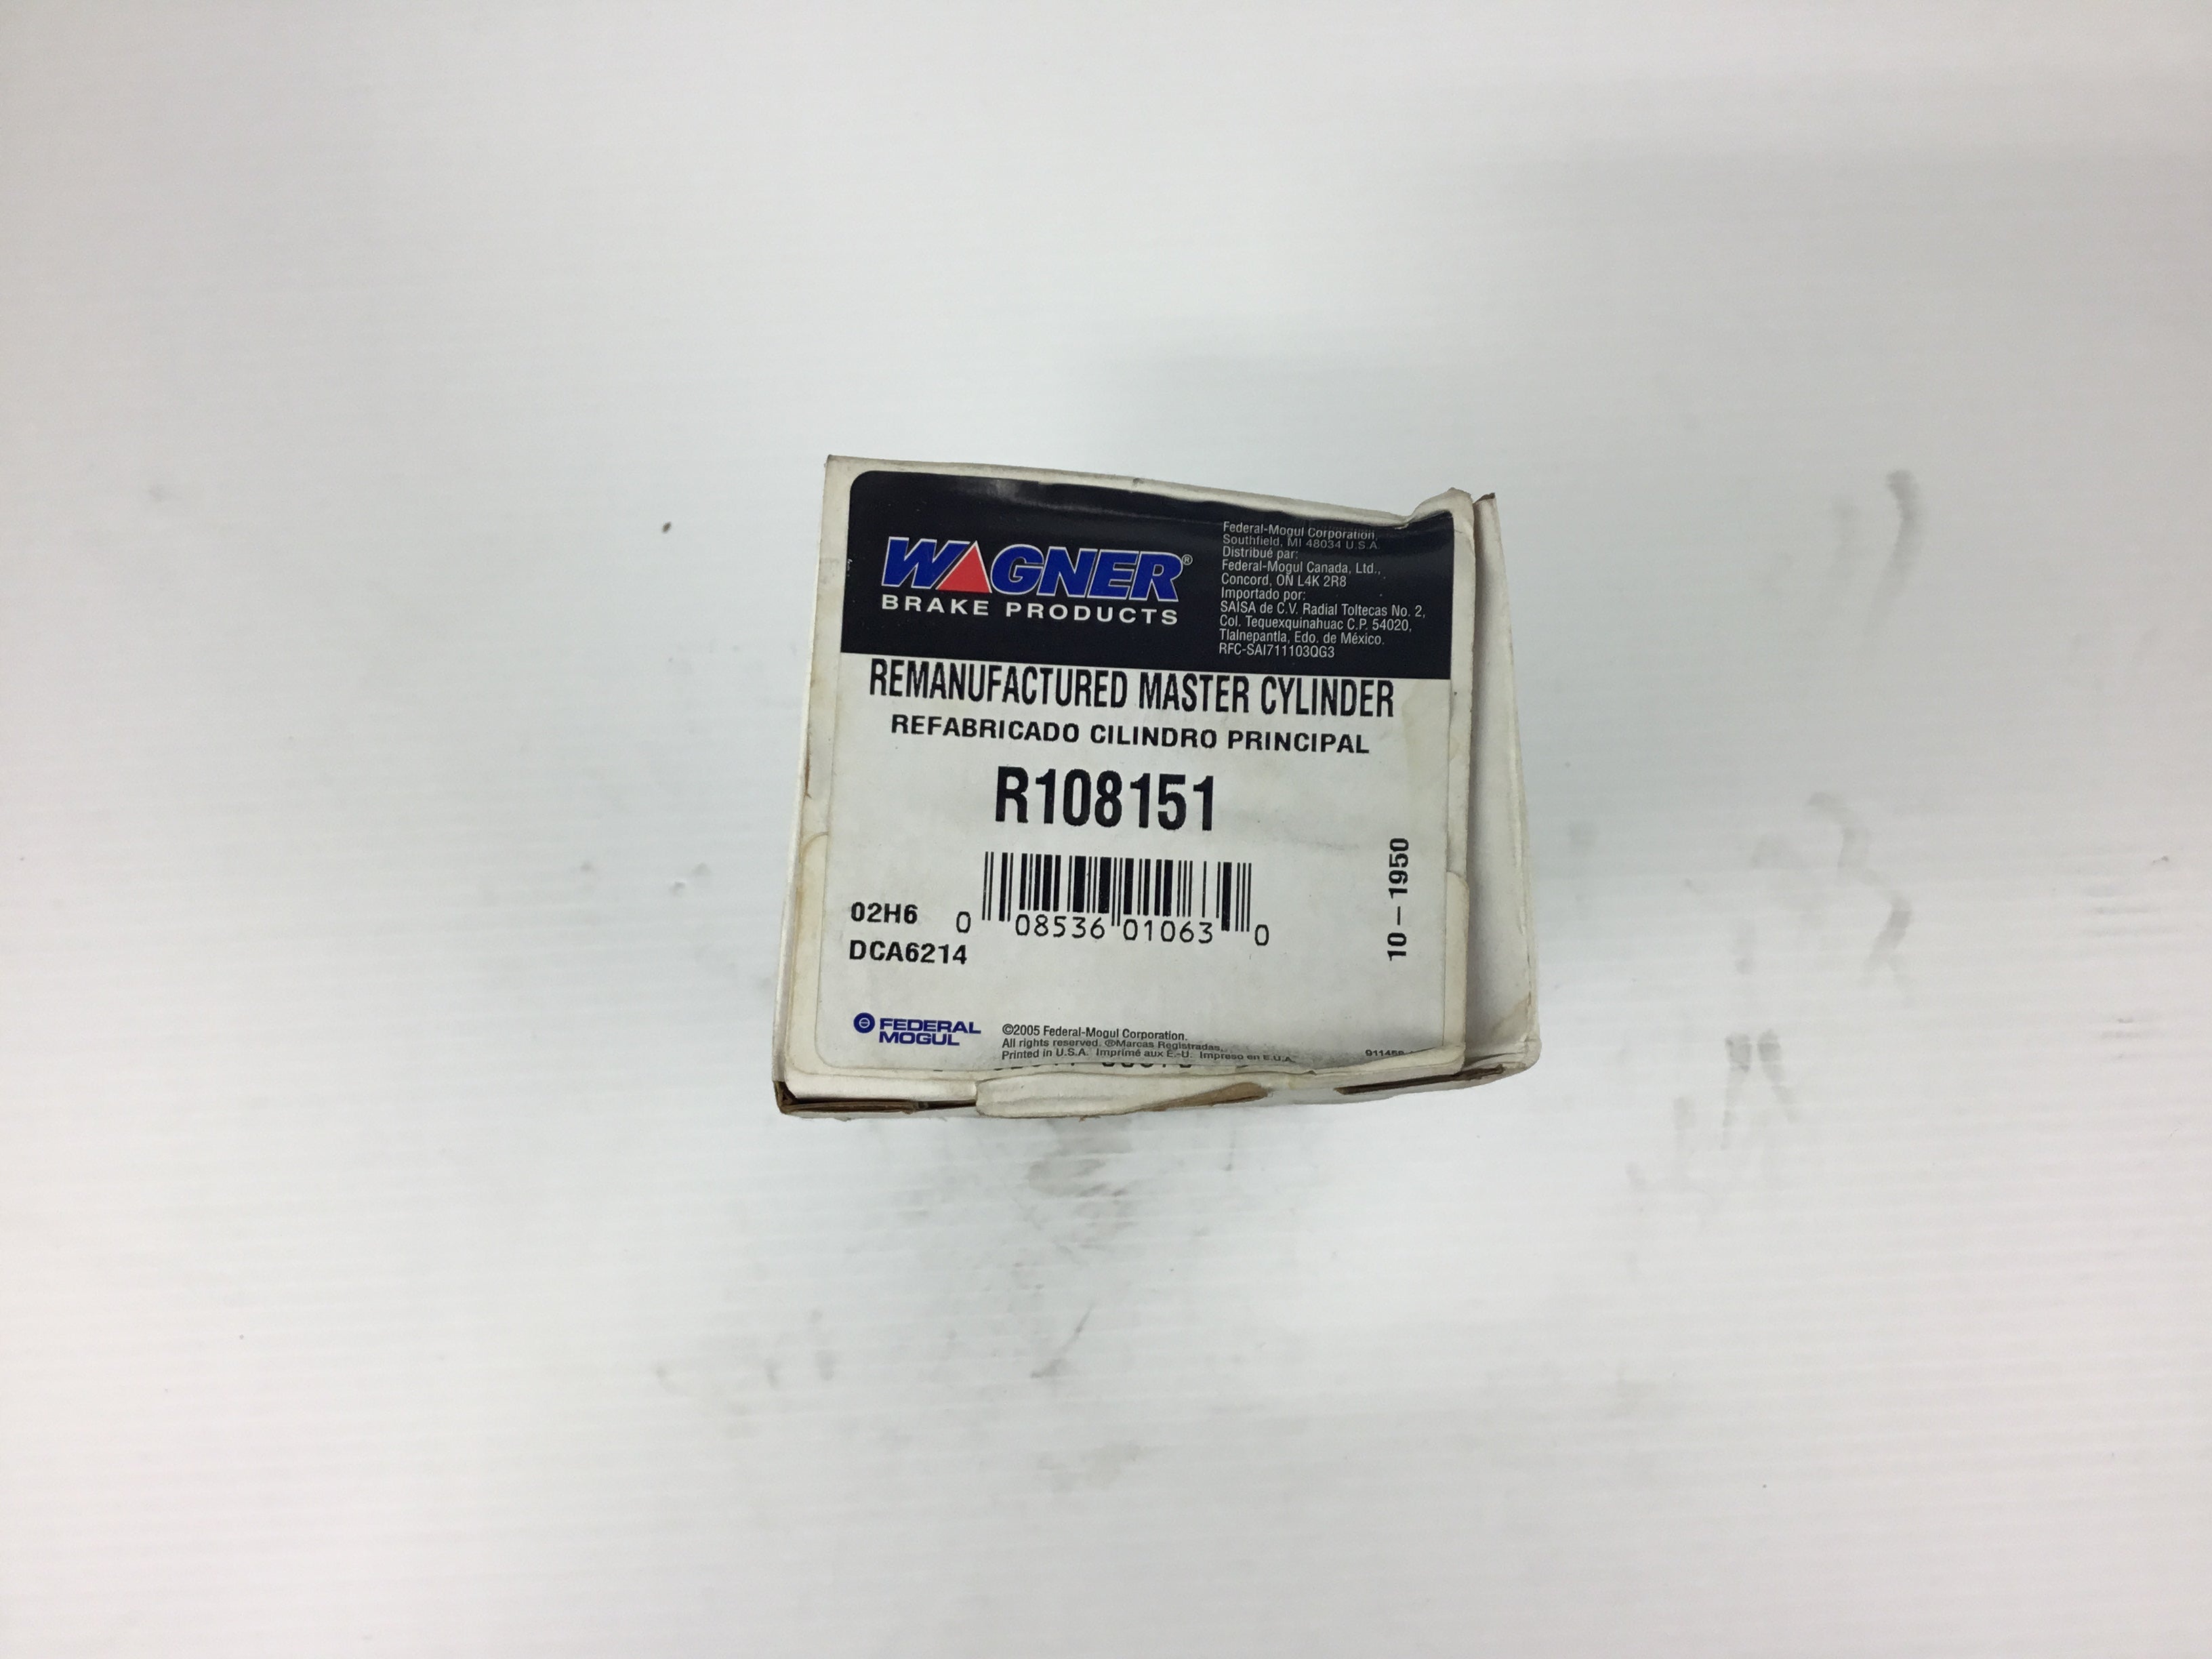 WAGNER®
BRAKE PRODUCTS
Federal-Mogul Corporation,
Southfield, MI 48034 U.S.A.
Distribué par:
Federal-Mogul Canada, Ltd.,
Concord, ON L4K 2R8
Importado por:
SAISA de C.V. Radial Toltecas No. 2,
Col. Tequexquinahuac C.P. 54020,
Tlalnepantla, Edo. de México.
RFC-SAI711103QG3
REMANUFACTURED MASTER CYLINDER
REFABRICADO CILINDRO PRINCIPAL
R108151
10-1950
02H6
0 08536 01063 0
DCA6214
FEDERAL
MOGUL
©2005 Federal-Mogul Corporation.
All rights reserved. ®Marcas Registradas.
Printed in U.S.A. Imprimé aux E.-U. Impreso en E.U.A.